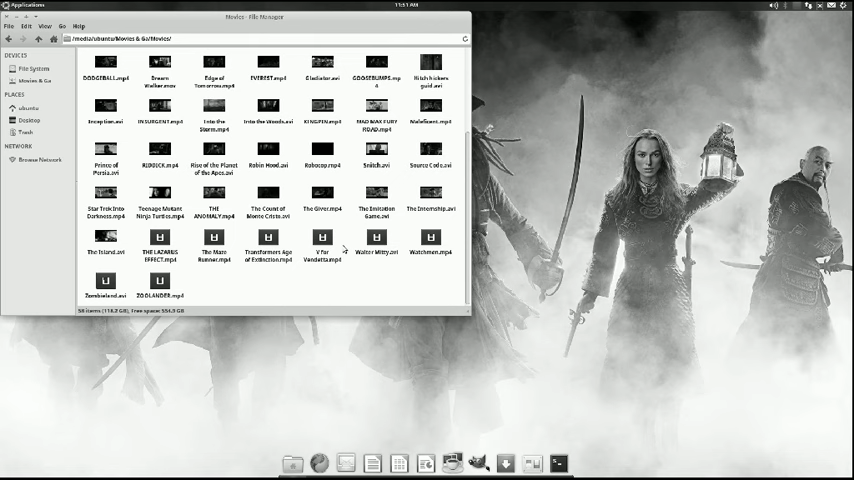 Applications
11:51 AM
Movies - File Manager
File Edit View Go Help
/media/ubuntu/Movies & Ga/Movies/
DEVICES
File System
Movies & Ga
PLACES
ubuntu
Desktop
Trash
NETWORK
Browse Network
DODGEBALL.mp4
Dream
Walker.mov
Edge of
Tomorrow.mp4
EVEREST.mp4
Gladiator.avi
GOOSEBUMPS.mp
4
Hitch hickers
guid.avi
Inception.avi
INSURGENT.mp4
Into the
Storm.mp4
Into the Woods.avi
KINGPIN.mp4
MAD MAX FURY
ROAD.mp4
Maleficent.mp4
Prince of
Persia.avi
RIDDICK.mp4
Rise of the Planet
of the Apes.avi
Robin Hood.avi
Robocop.mp4
Snitch.avi
Source Code.avi
Star Trek Into
Darkness.mp4
Teenage Mutant
Ninja Turtles.mp4
THE
ANOMALY.mp4
The Count of
Monte Cristo.avi
The Giver.mp4
The Imitation
Game.avi
The Internship.avi
The Island.avi
THE LAZARUS
EFFECT.mp4
The Maze
Runner.mp4
Transformers Age
of Extinction.mp4
V for
Vendetta.mp4
Walter Mitty.avi
Watchmen.mp4
Zombieland.avi
ZOOLANDER.mp4
58 items (118.2 GB), Free space: 554.3 GB